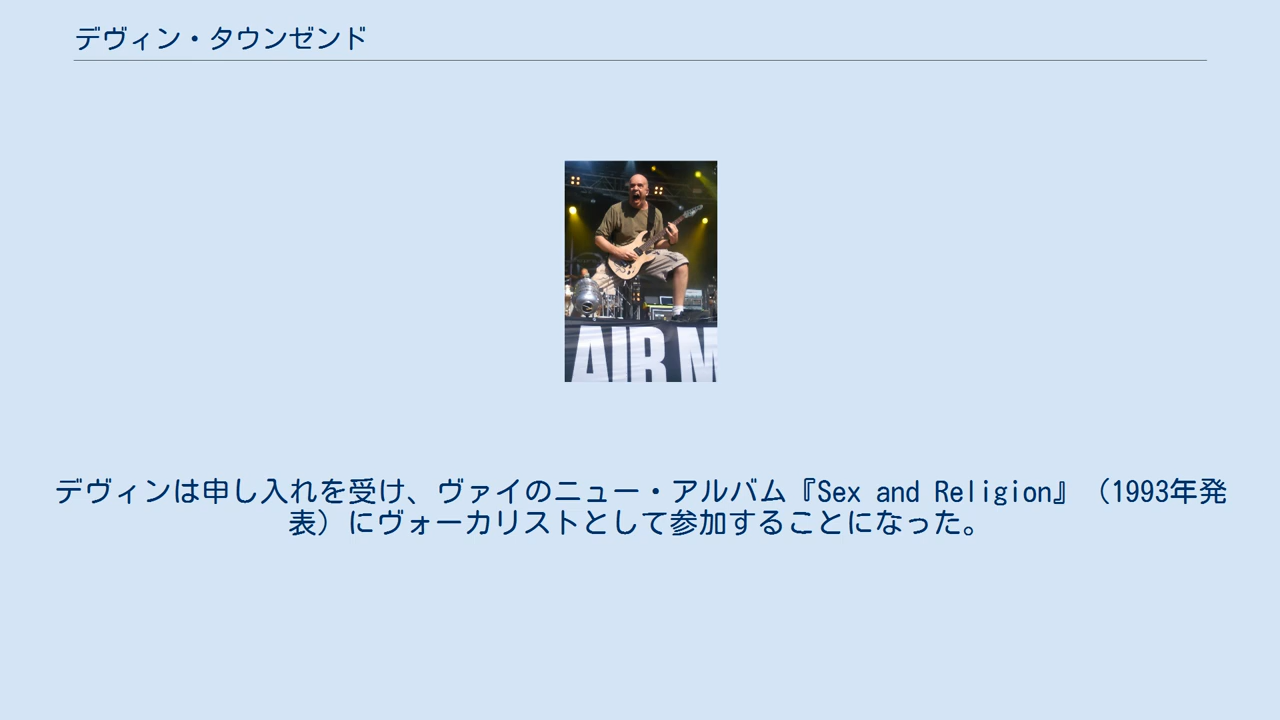 デヴィン・タウンゼンド
AIR M
デヴィンは申し入れを受け、ヴァイのニュー・アルバム『Sex and Religion』（1993年発
表）にヴォーカリストとして参加することになった。